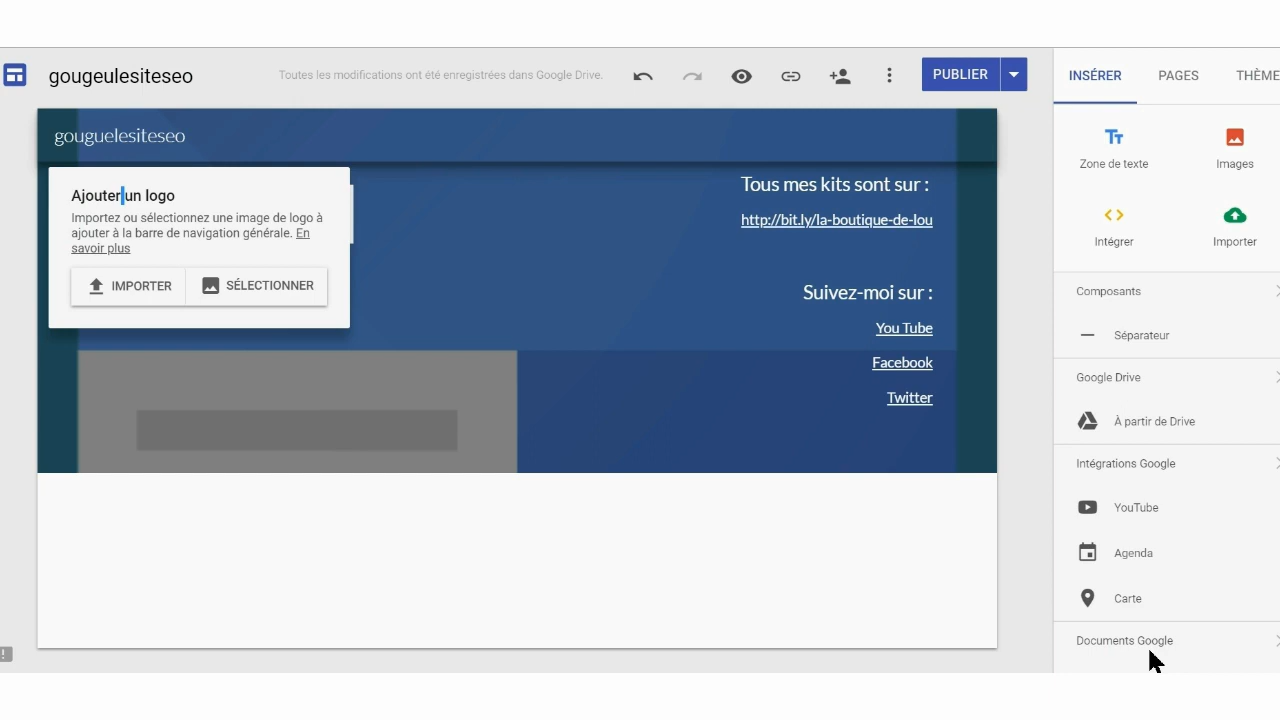 gougeulesiteseo
Toutes les modifications ont été enregistrées dans Google Drive.
PUBLIER
INSÉRER
PAGES
THÈME
gouguelesiteseo
Ajouter un logo
Importez ou sélectionnez une image de logo à
ajouter à la barre de navigation générale. En
savoir plus
IMPORTER
SÉLECTIONNER
Tous mes kits sont sur :
http://bit.ly/la-boutique-de-lou
Suivez-moi sur :
You Tube
Facebook
Twitter
Zone de texte
Images
Intégrer
Importer
Composants
Séparateur
Google Drive
À partir de Drive
Intégrations Google
YouTube
Agenda
Carte
Documents Google